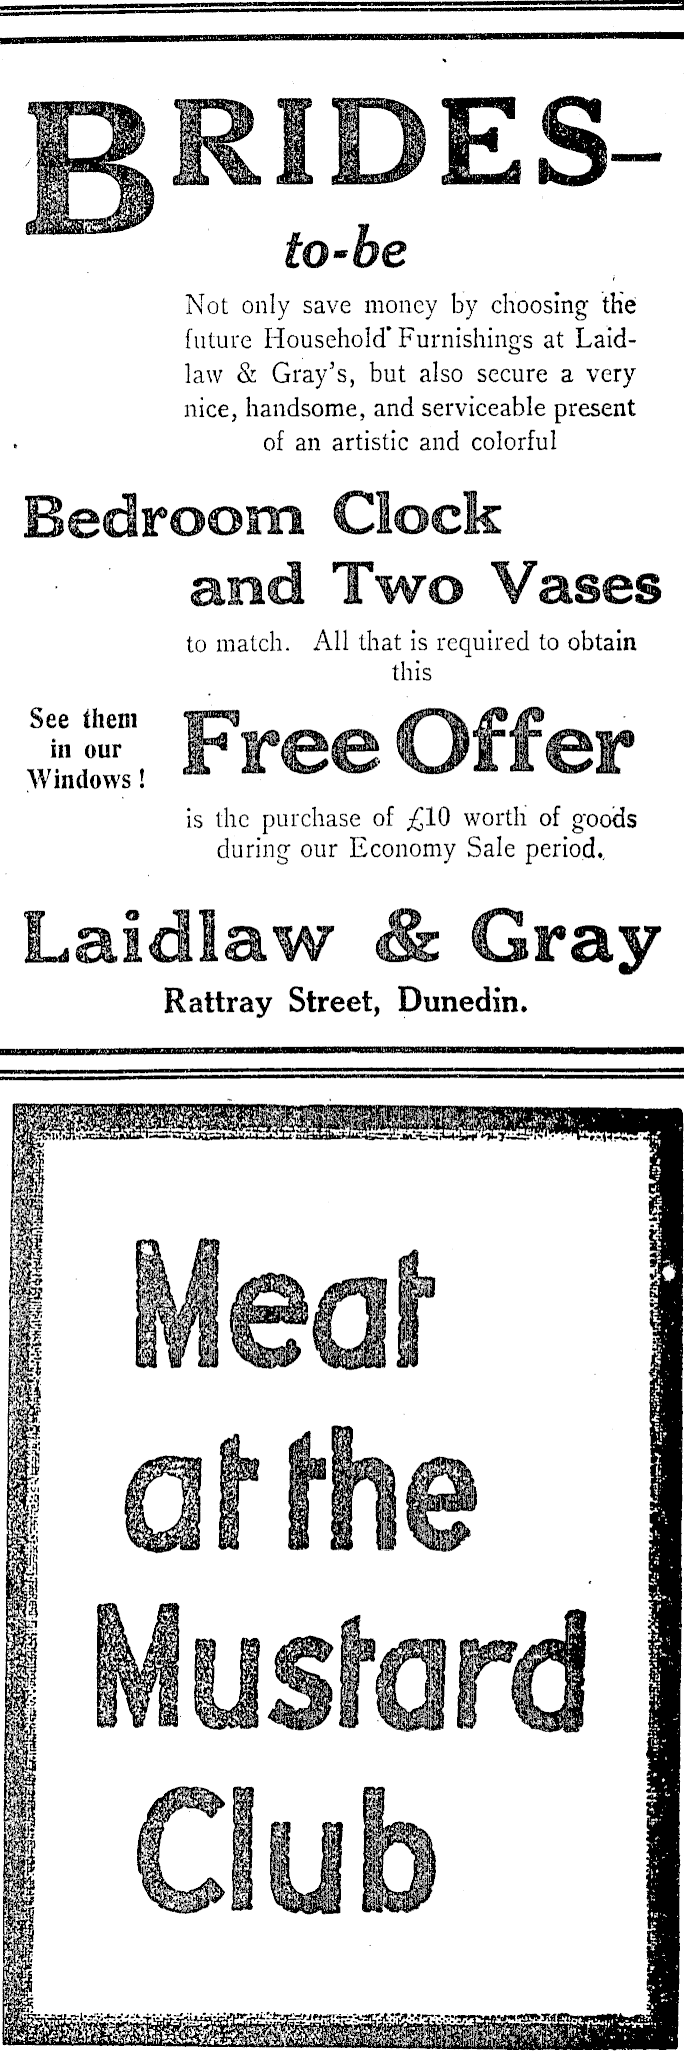 BRIDES—
to-be
Not only save money by choosing the
future Household Furnishings at Laid-
law & Gray's, but also secure a very
nice, handsome, and serviceable present
of an artistic and colorful
Bedroom Clock
and Two Vases
to match. All that is required to obtain
this
See them
in our
Windows!
Free Offer
is the purchase of £10 worth of goods
during our Economy Sale period.
Laidlaw & Gray
Rattray Street, Dunedin.
Meat
at the
Mustard
Club